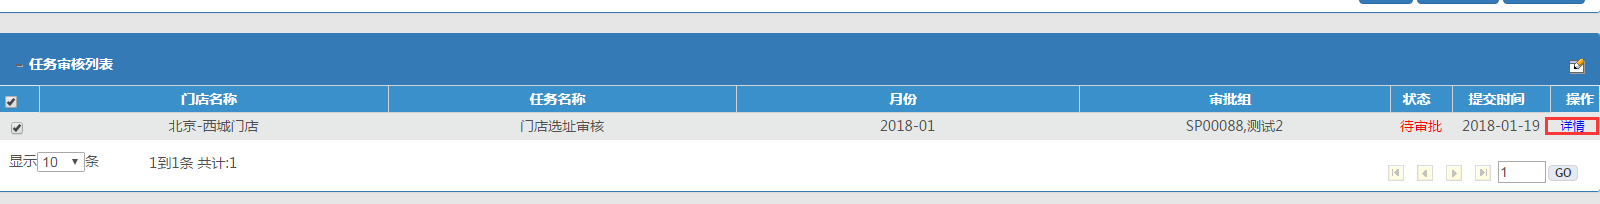 任务审核列表
门店名称 任务名称 月份 审批组 状态 提交时间 操作
北京-西城门店 门店选址审核 2018-01 SP00088,测试2 待审批 2018-01-19 详情
显示 10 条 1到1条 共计:1
1 GO